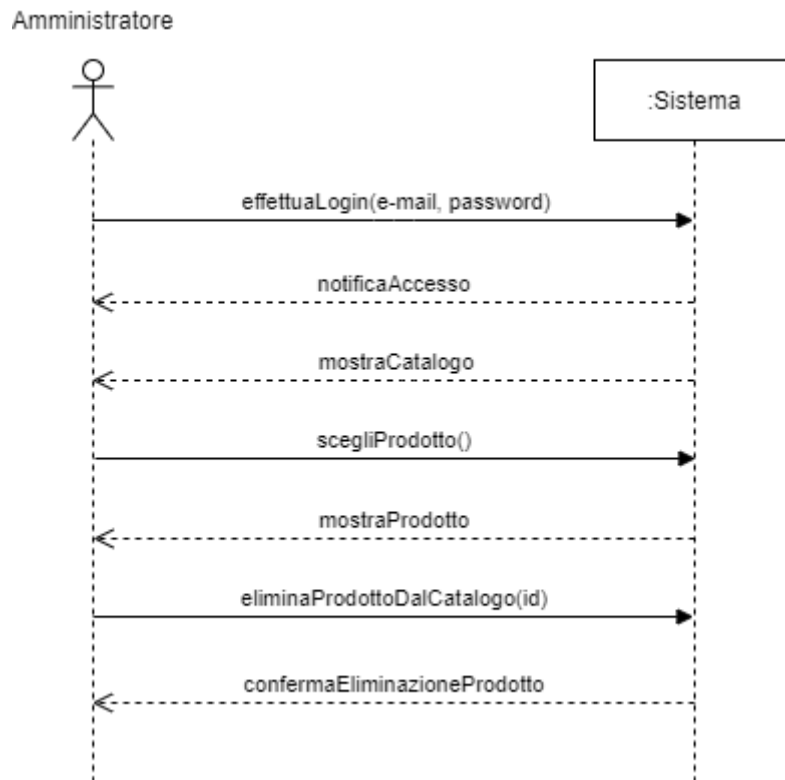 Amministratore
:Sistema
effettuaLogin(e-mail, password)
notificaAccesso
mostraCatalogo
scegliProdotto()
mostraProdotto
eliminaProdottoDalCatalogo(id)
confermaEliminazioneProdotto